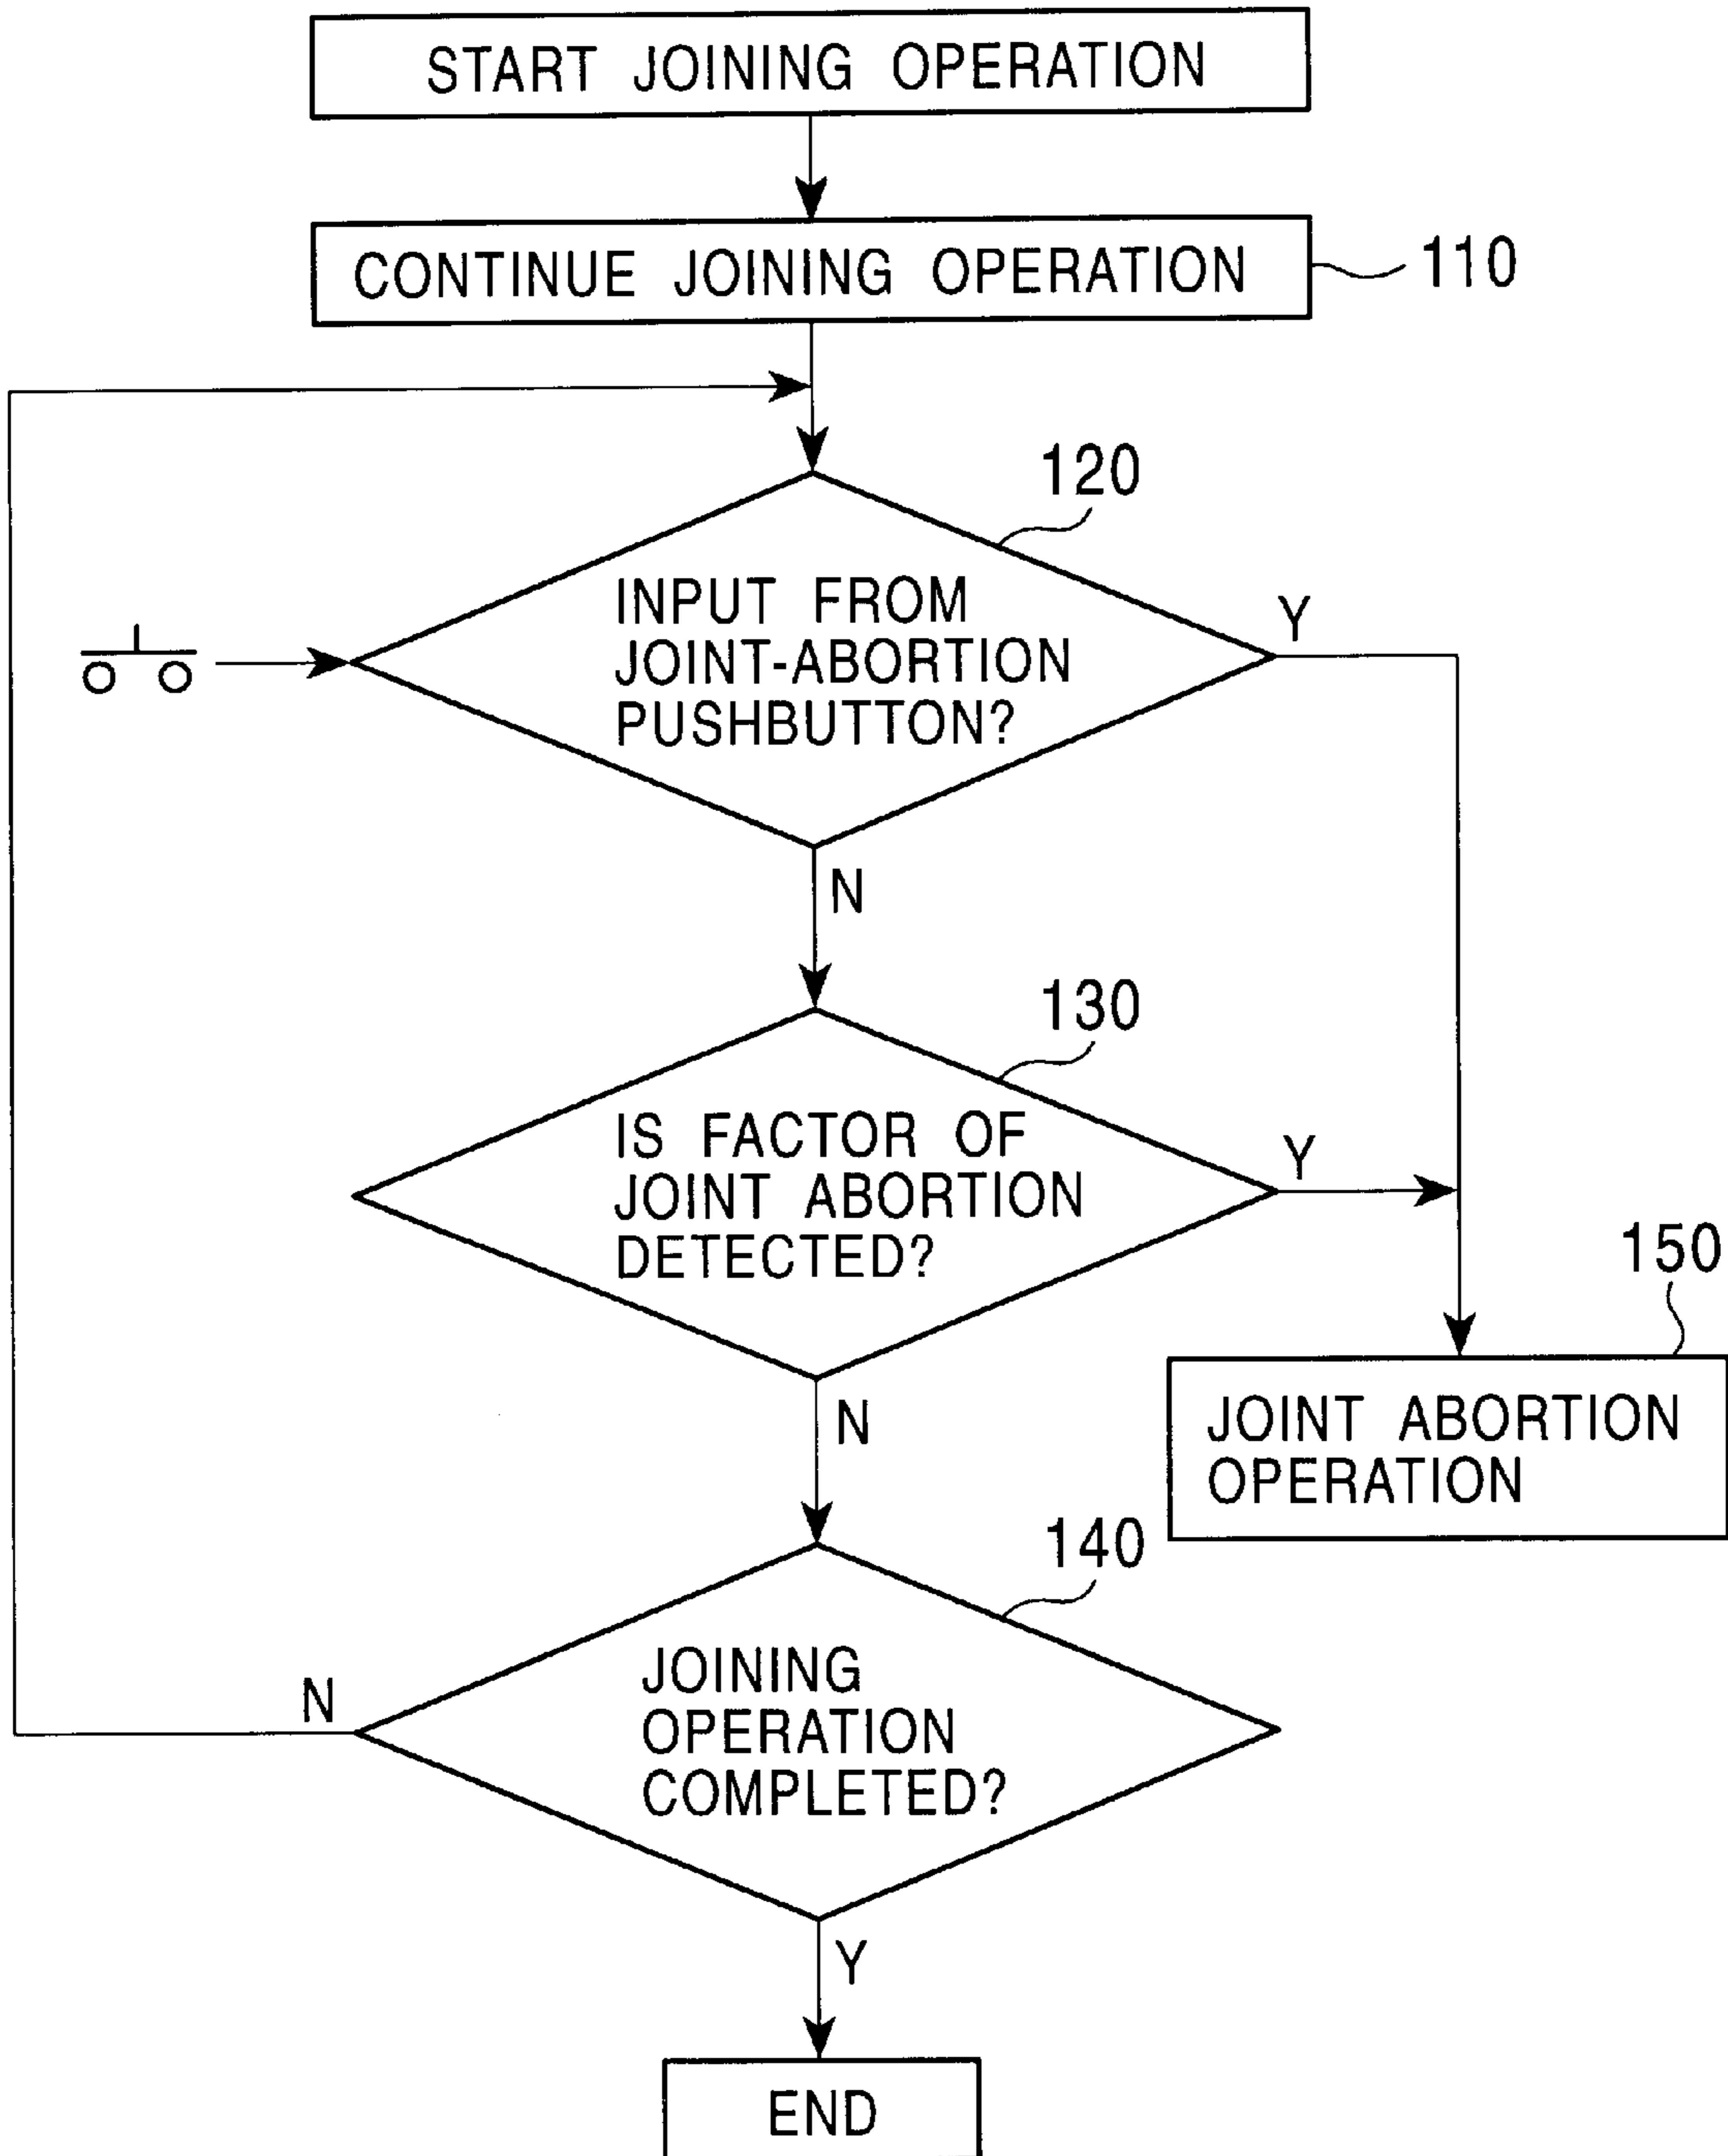 START JOINING OPERATION
CONTINUE JOINING OPERATION
110
120
INPUT FROM
JOINT-ABORTION
PUSHBUTTON?
Y
N
130
IS FACTOR OF
JOINT ABORTION
DETECTED?
Y
N
150
JOINT ABORTION
OPERATION
140
JOINING
OPERATION
COMPLETED?
N
Y
END